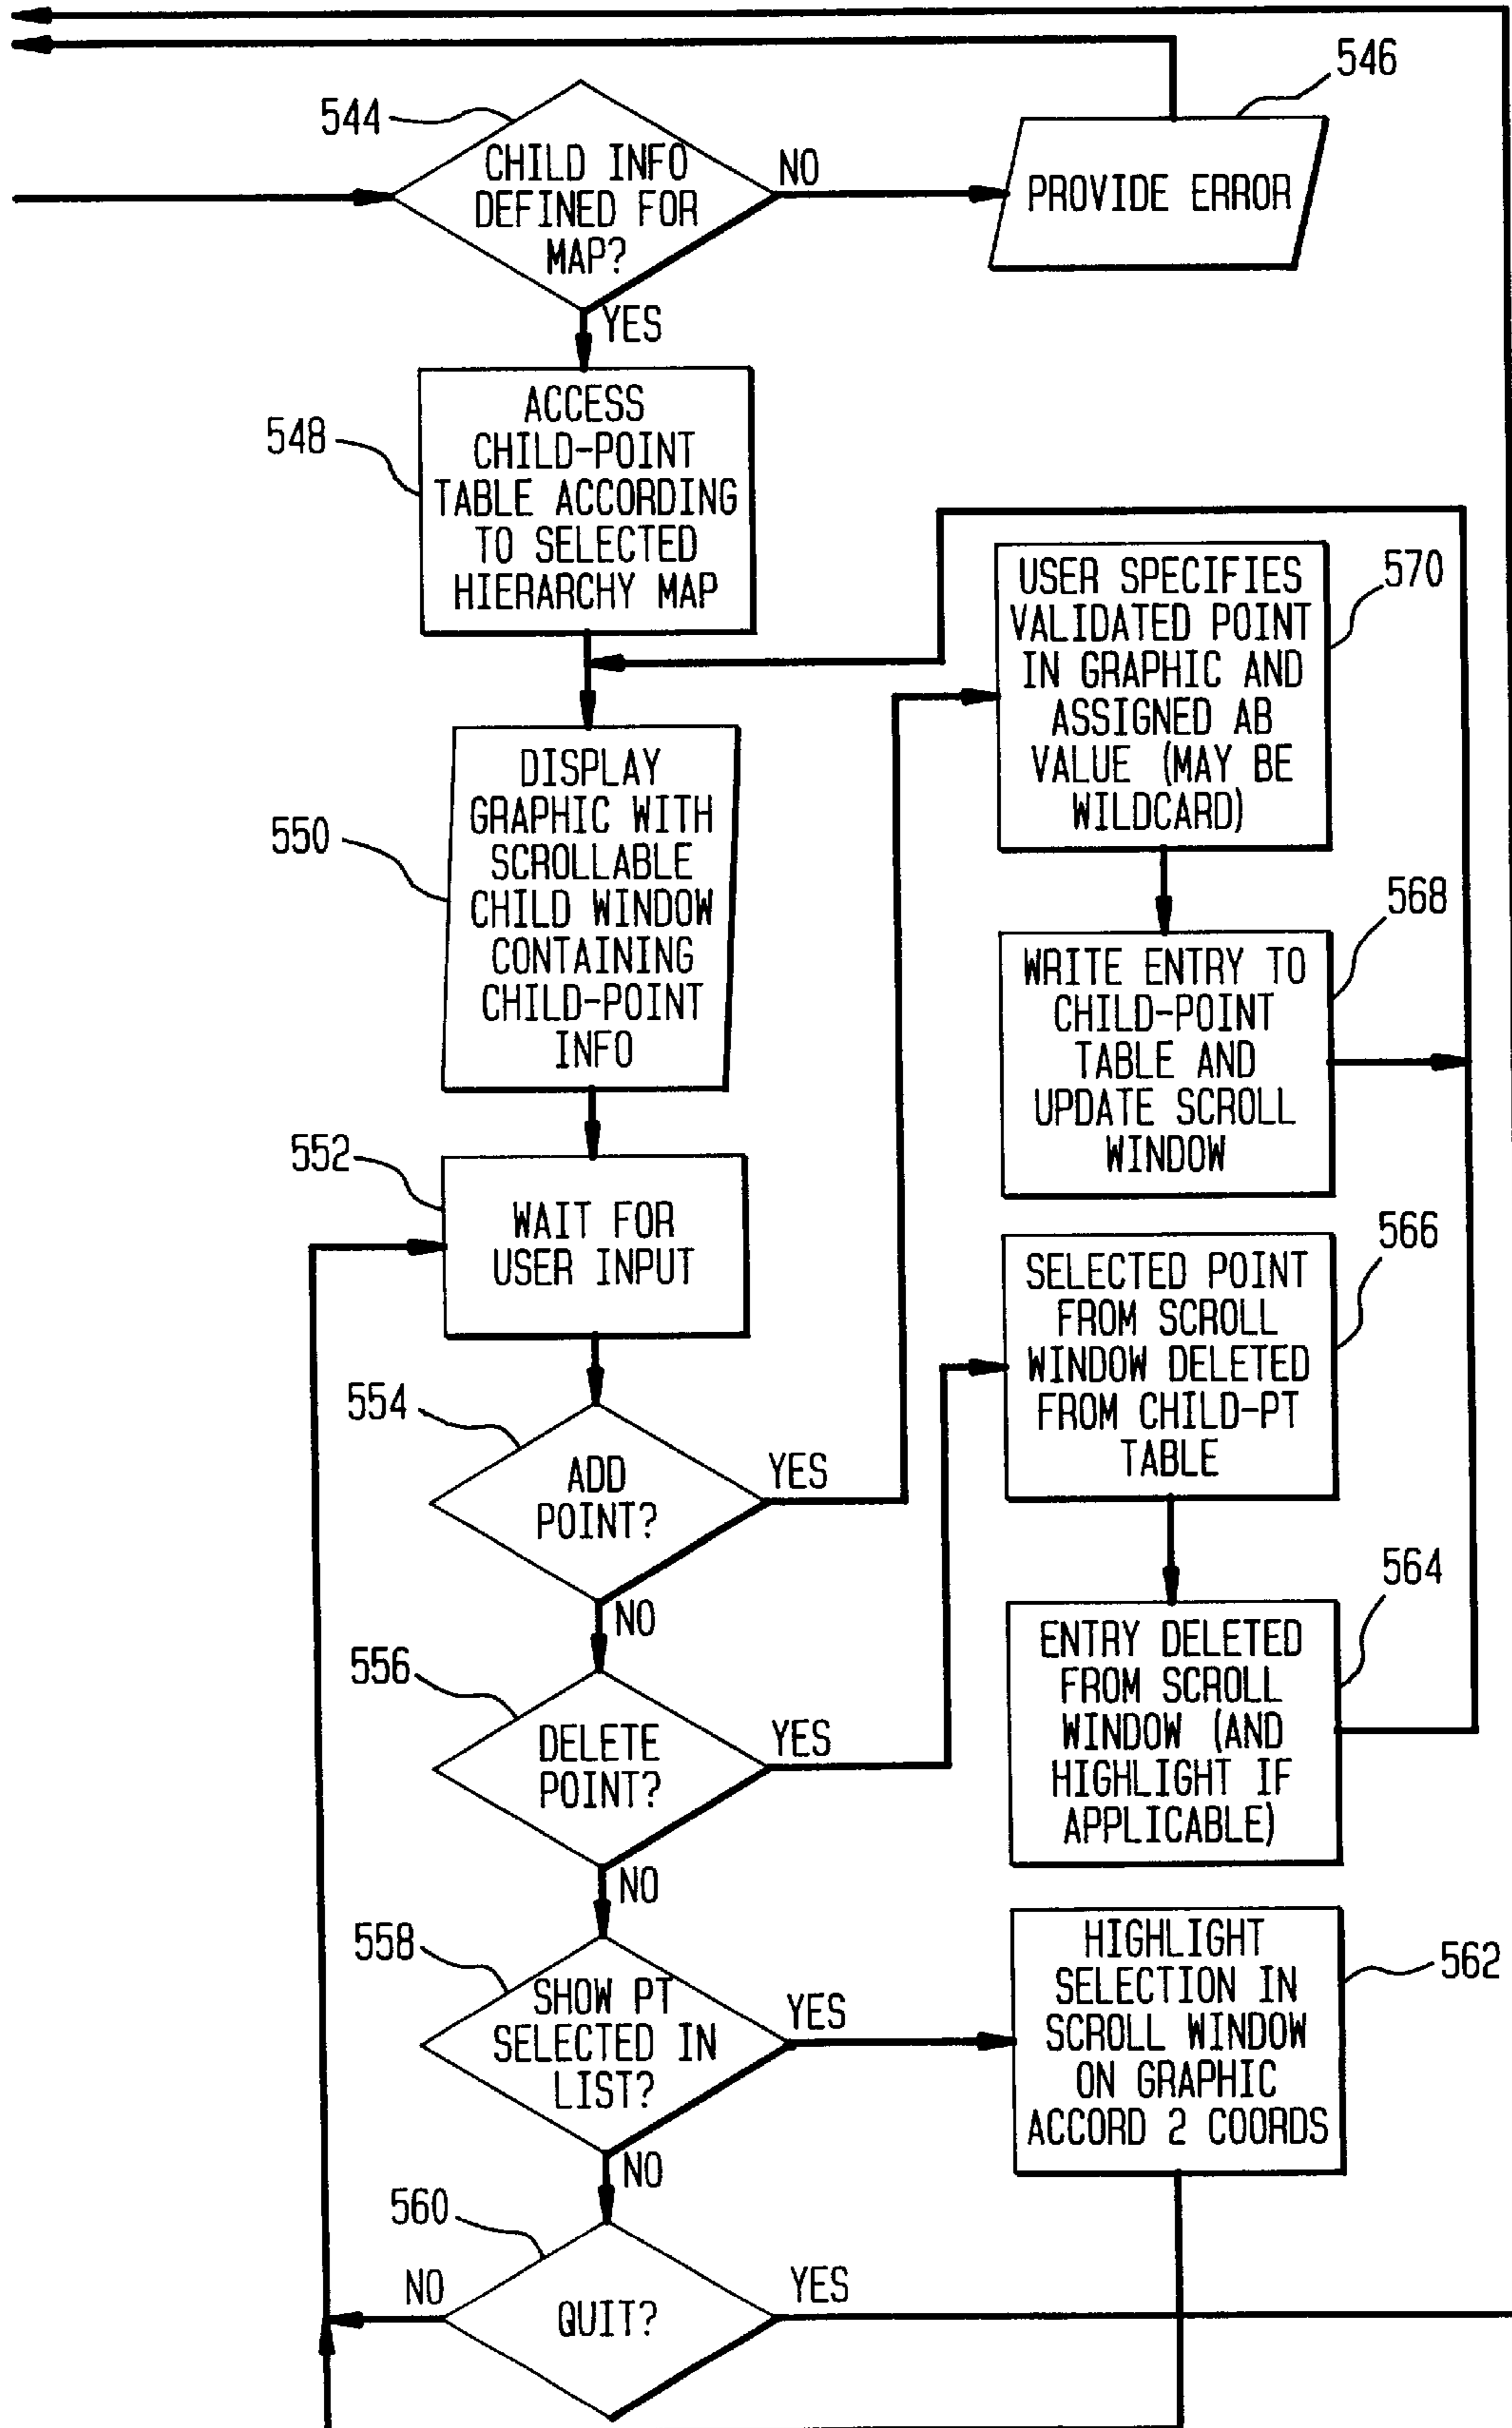 546
544
CHILD INFO
DEFINED FOR
MAP?
NO
PROVIDE ERROR
YES
548
ACCESS
CHILD-POINT
TABLE ACCORDING
TO SELECTED
HIERARCHY MAP
570
USER SPECIFIES
VALIDATED POINT
IN GRAPHIC AND
ASSIGNED AB
VALUE (MAY BE
WILDCARD)
550
DISPLAY
GRAPHIC WITH
SCROLLABLE
CHILD WINDOW
CONTAINING
CHILD-POINT
INFO
568
WRITE ENTRY TO
CHILD-POINT
TABLE AND
UPDATE SCROLL
WINDOW
552
WAIT FOR
USER INPUT
566
SELECTED POINT
FROM SCROLL
WINDOW DELETED
FROM CHILD-PT
TABLE
554
ADD
POINT?
YES
NO
564
ENTRY DELETED
FROM SCROLL
WINDOW (AND
HIGHLIGHT IF
APPLICABLE)
556
DELETE
POINT?
YES
NO
558
SHOW PT
SELECTED IN
LIST?
YES
NO
562
HIGHLIGHT
SELECTION IN
SCROLL WINDOW
ON GRAPHIC
ACCORD 2 COORDS
560
NO
QUIT?
YES